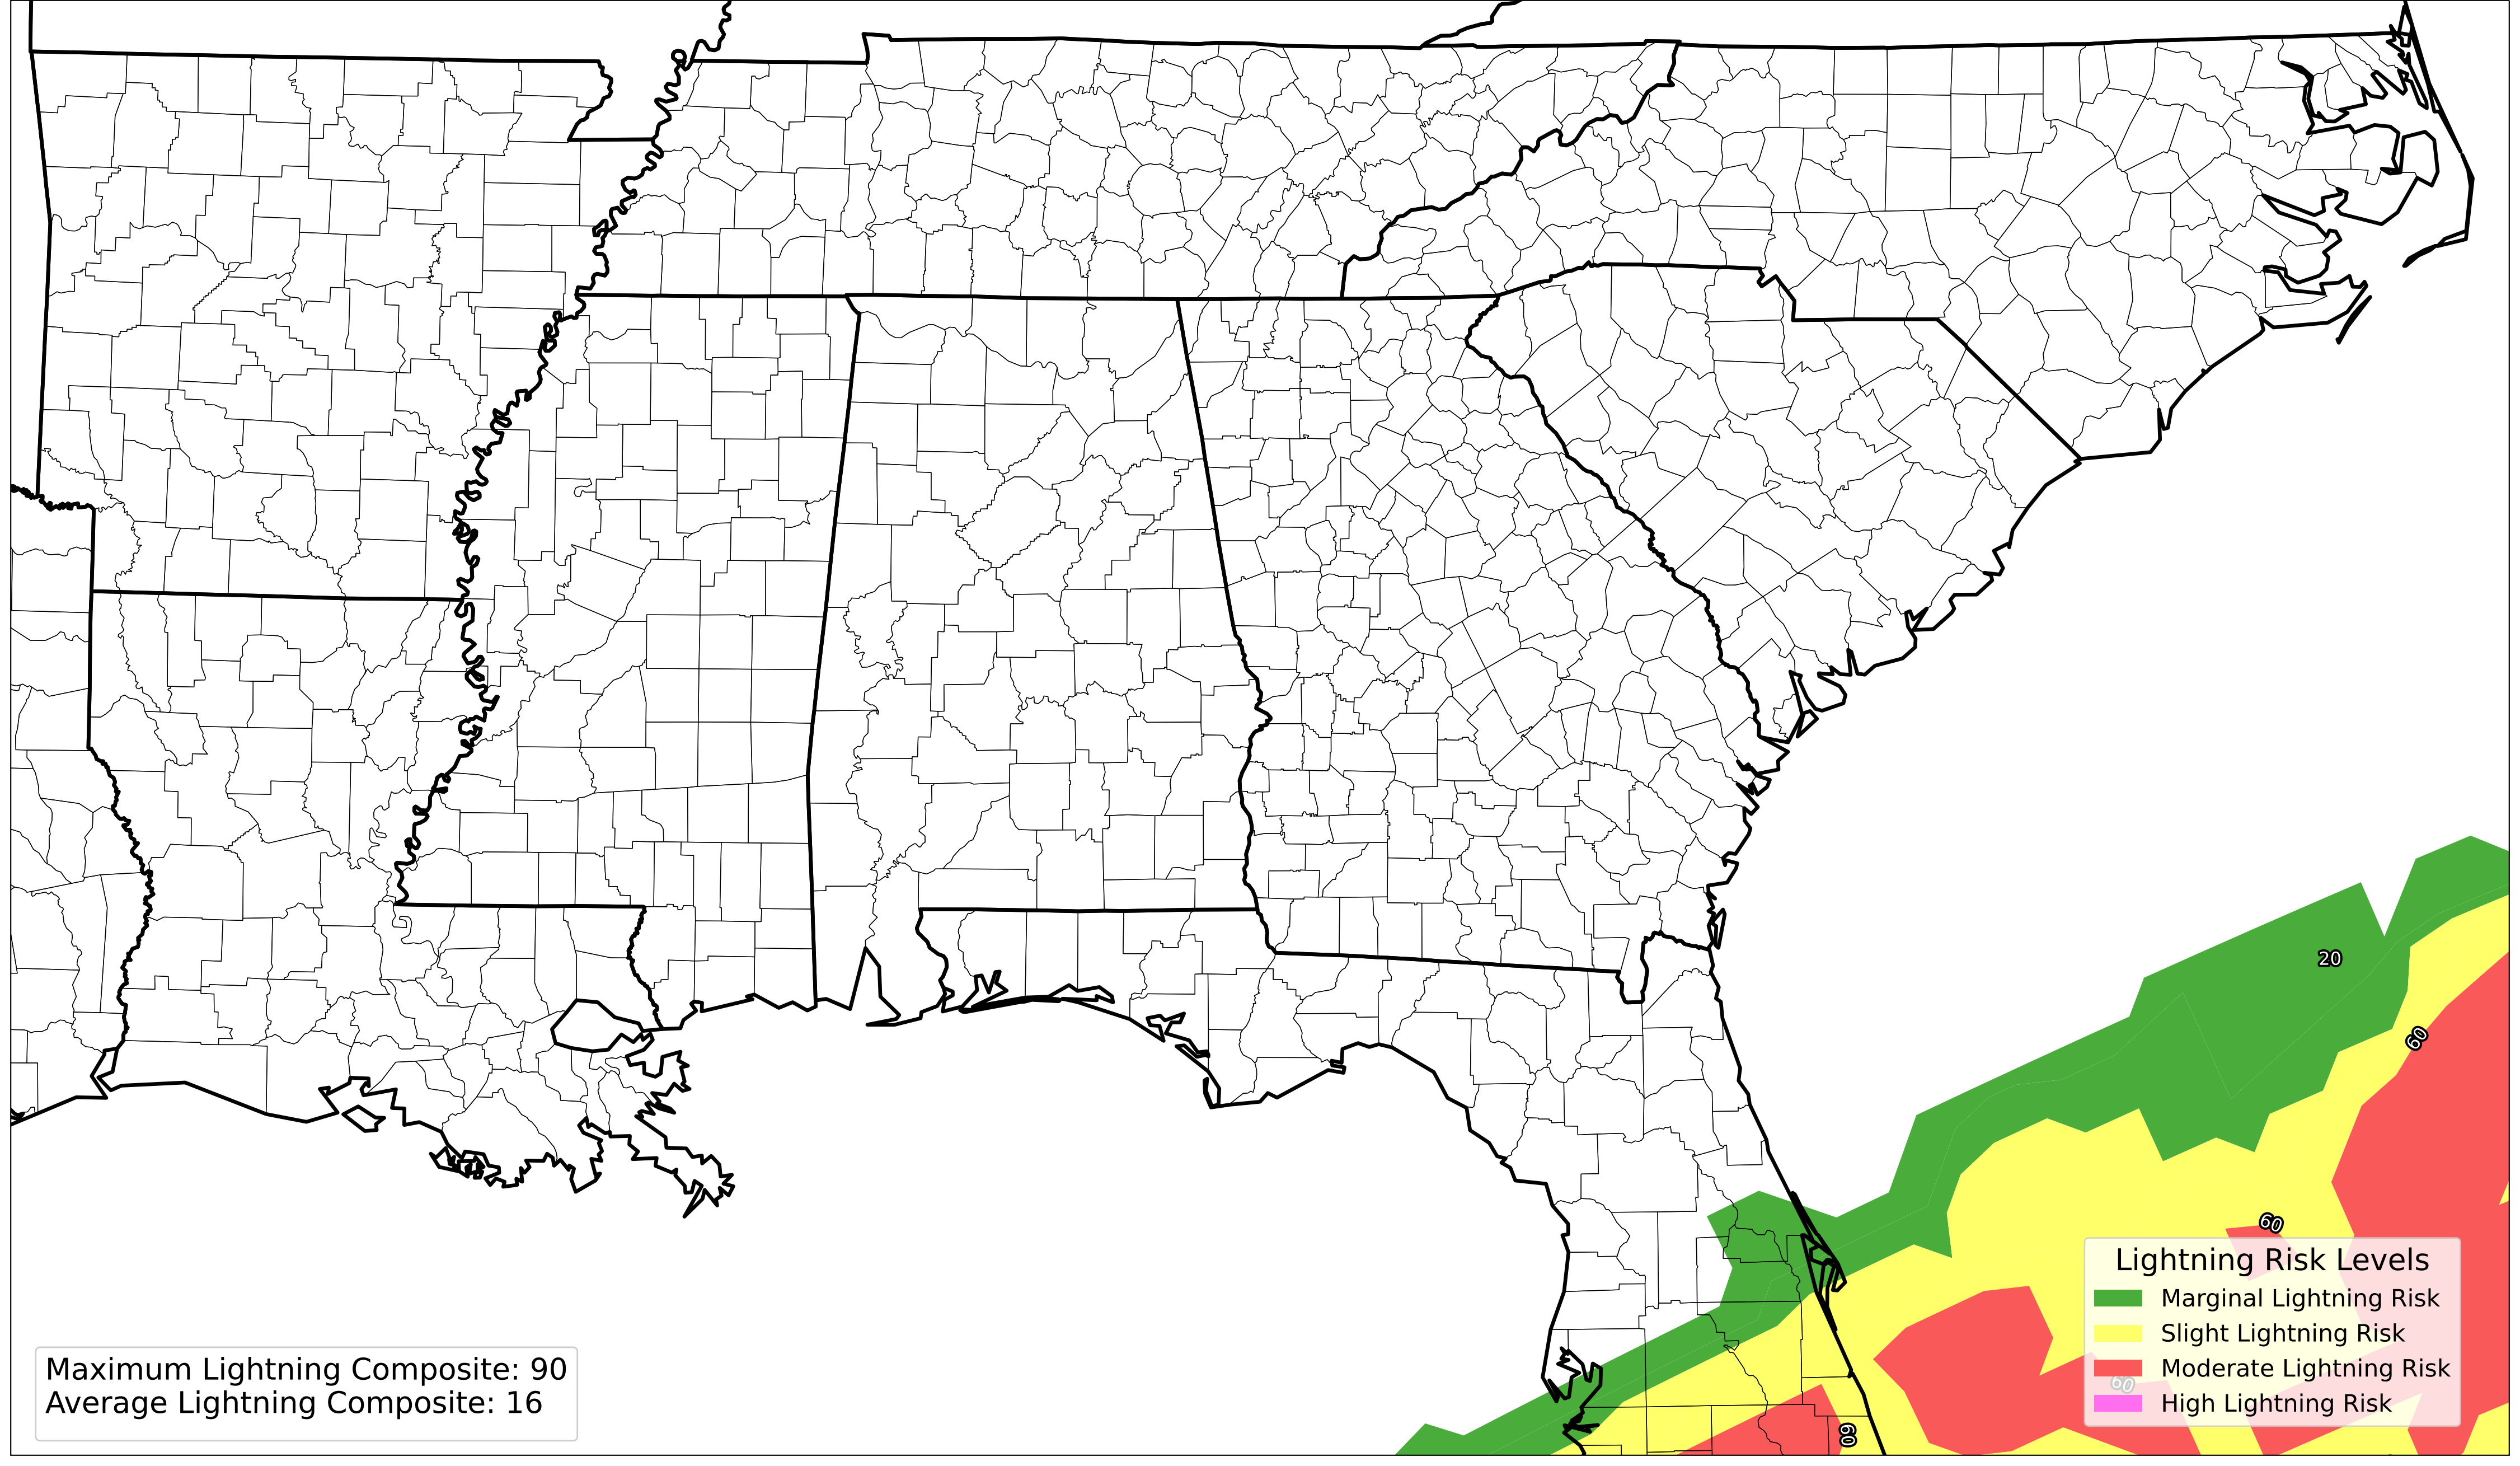 20
60
60
Lightning Risk Levels
Marginal Lightning Risk
Slight Lightning Risk
Moderate Lightning Risk
High Lightning Risk
60
Maximum Lightning Composite: 90
Average Lightning Composite: 16
60